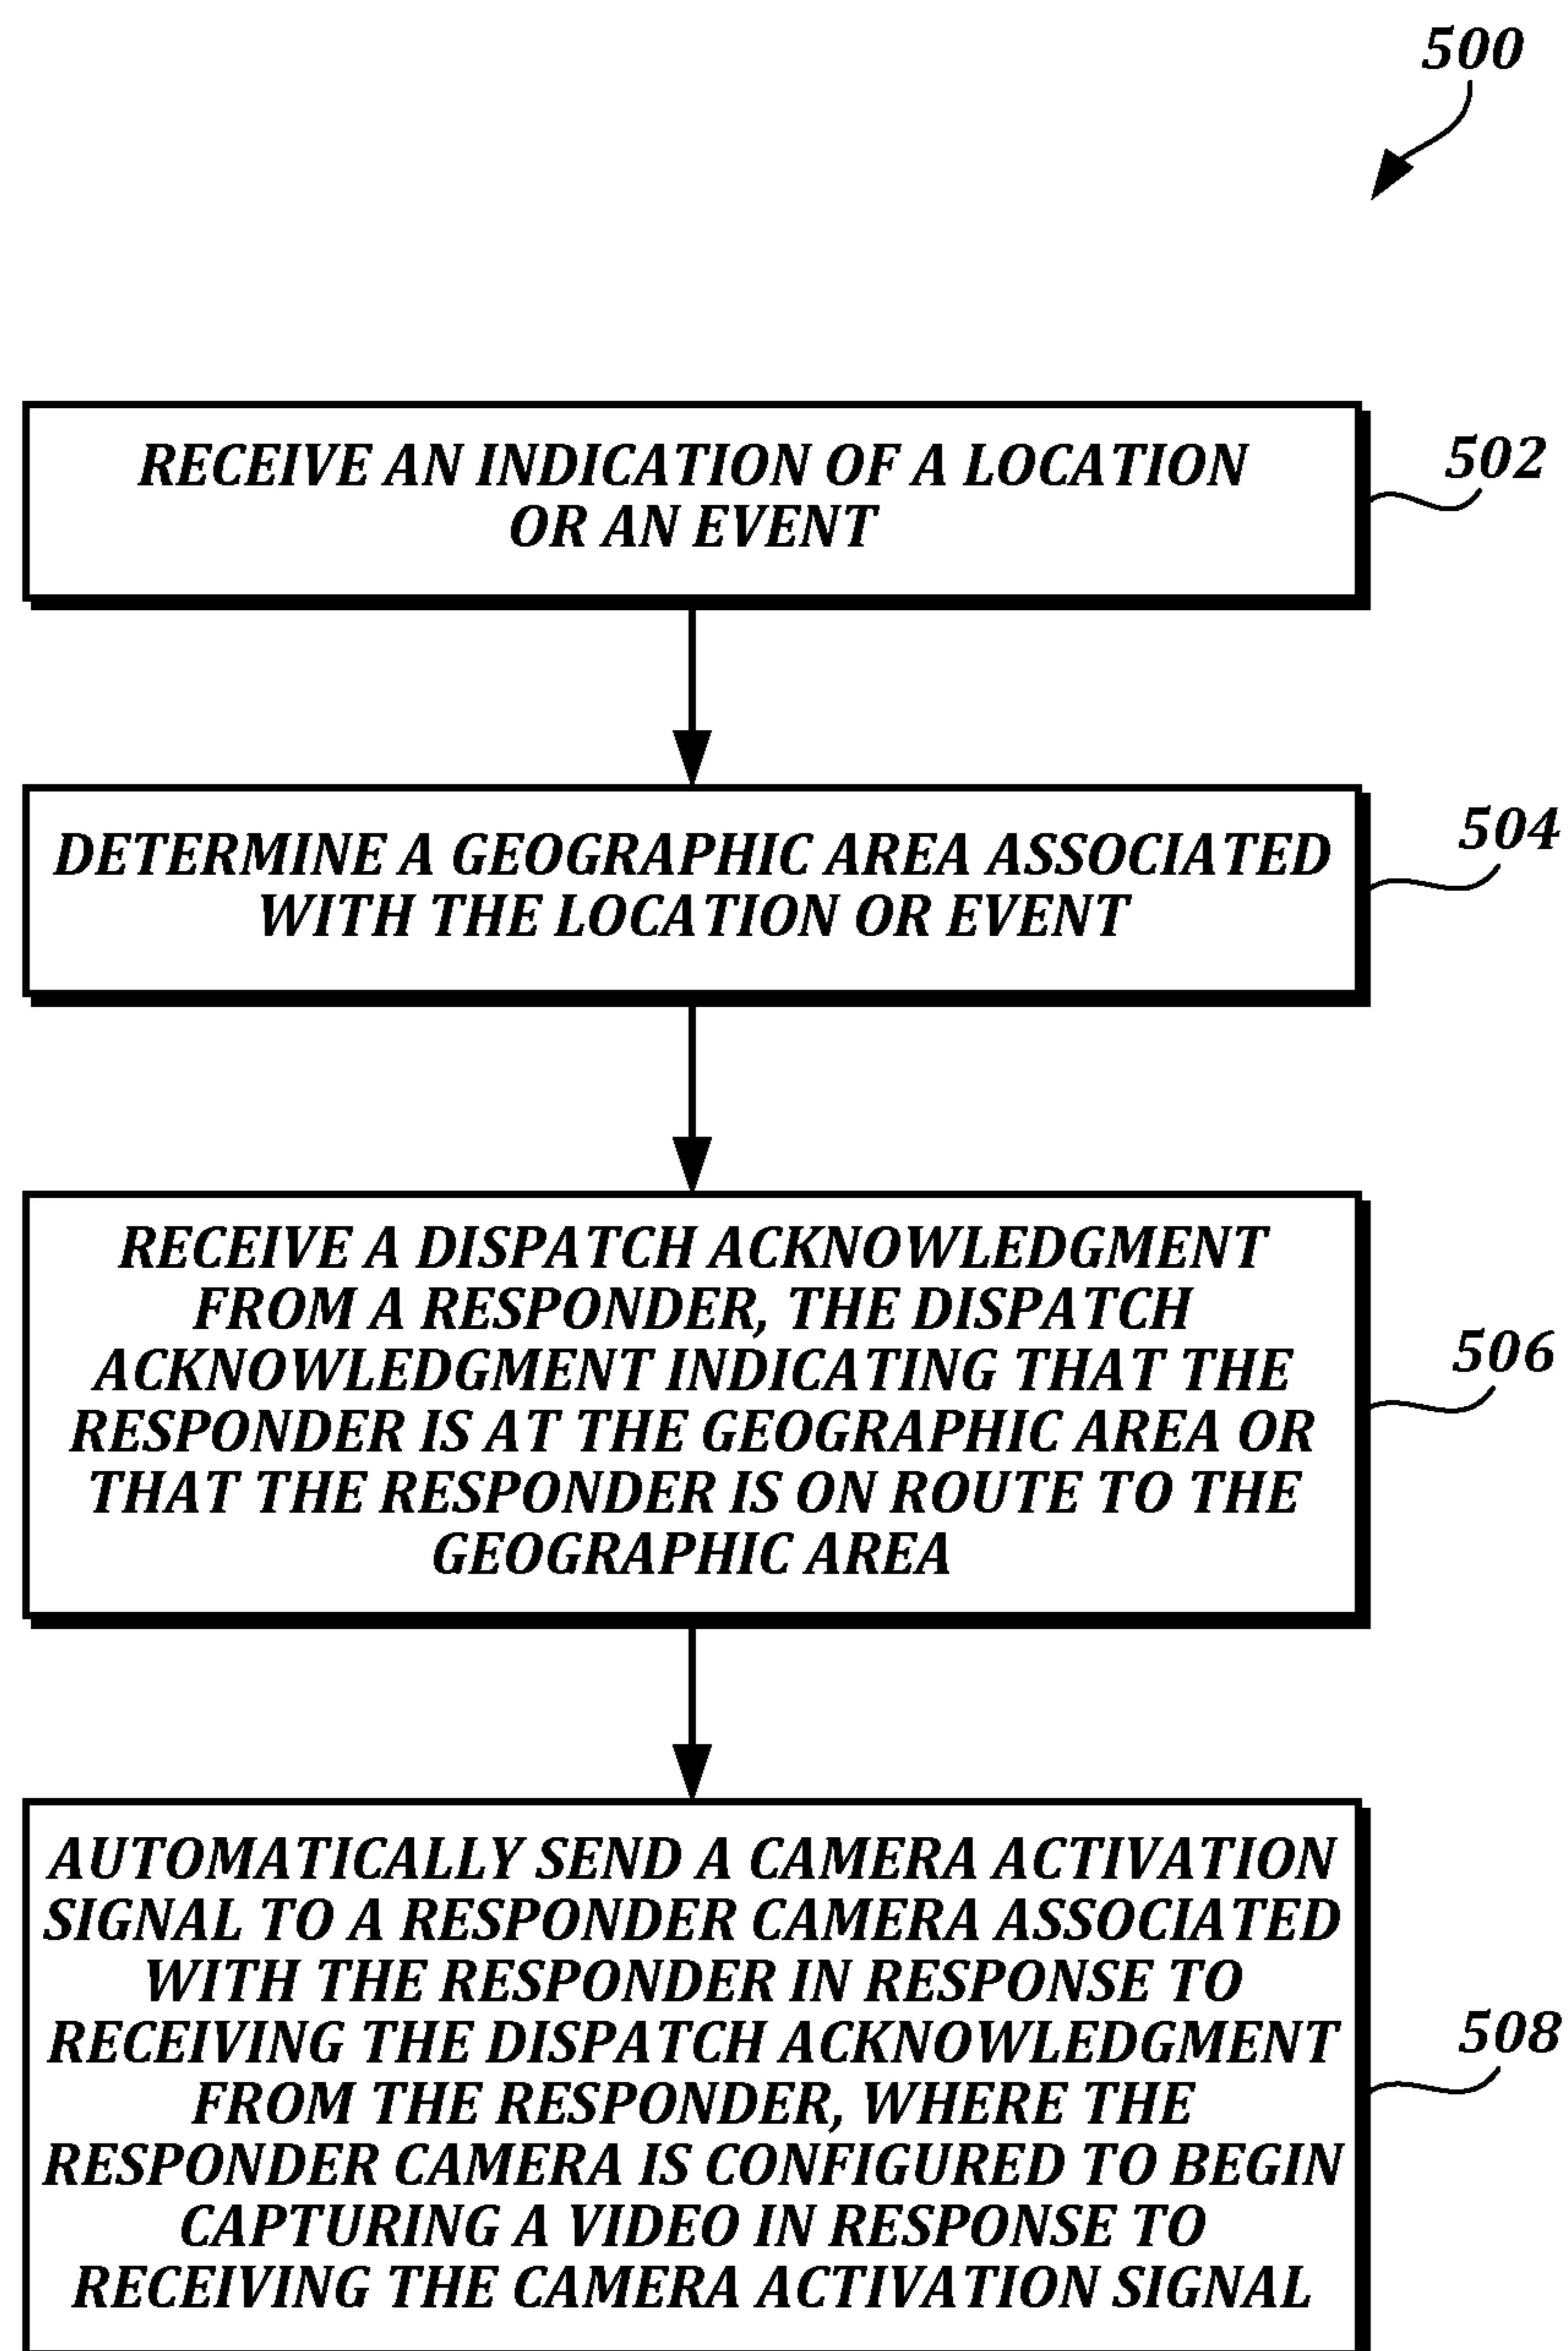 500
RECEIVE AN INDICATION OF A LOCATION
OR AN EVENT
502
DETERMINE A GEOGRAPHIC AREA ASSOCIATED
WITH THE LOCATION OR EVENT
504
RECEIVE A DISPATCH ACKNOWLEDGMENT
FROM A RESPONDER, THE DISPATCH
ACKNOWLEDGMENT INDICATING THAT THE
RESPONDER IS AT THE GEOGRAPHIC AREA OR
THAT THE RESPONDER IS ON ROUTE TO THE
GEOGRAPHIC AREA
506
AUTOMATICALLY SEND A CAMERA ACTIVATION
SIGNAL TO A RESPONDER CAMERA ASSOCIATED
WITH THE RESPONDER IN RESPONSE TO
RECEIVING THE DISPATCH ACKNOWLEDGMENT
FROM THE RESPONDER, WHERE THE
RESPONDER CAMERA IS CONFIGURED TO BEGIN
CAPTURING A VIDEO IN RESPONSE TO
RECEIVING THE CAMERA ACTIVATION SIGNAL
508